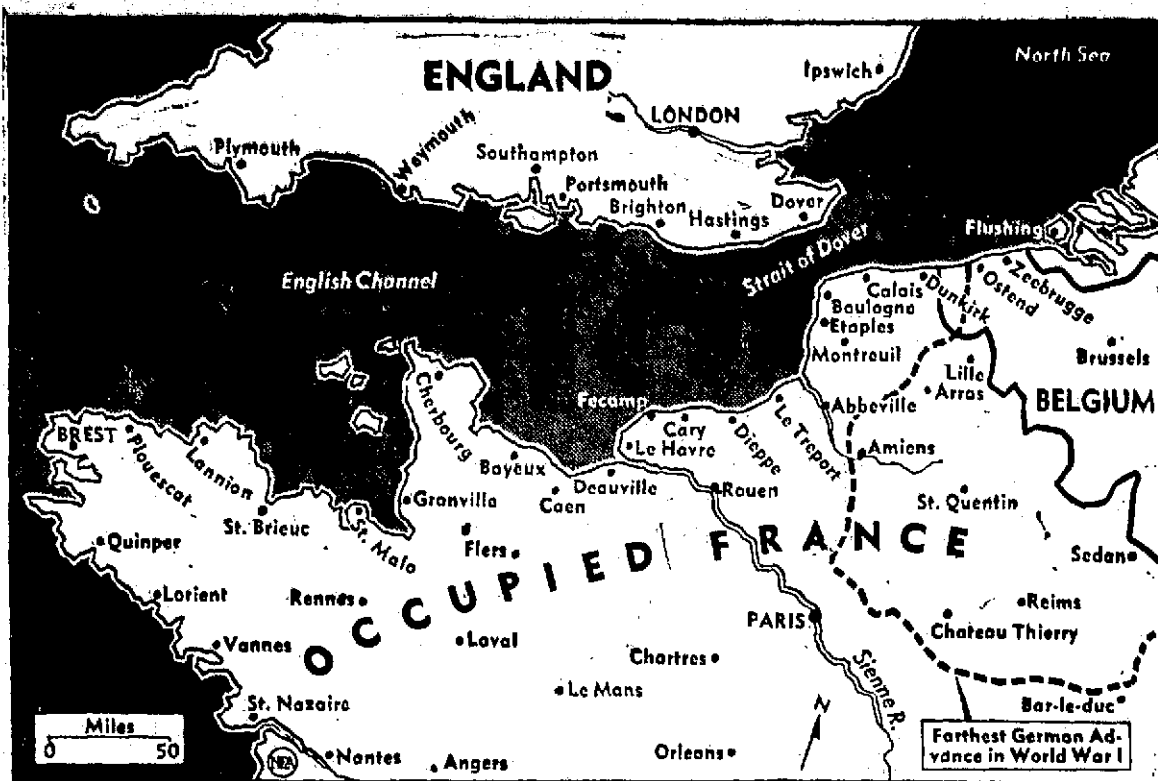 North Sea
Ipswich
ENGLAND
LONDON
Plymouth
Weymouth
Southampton
Portsmouth
Brighton
Hastings
Dover
Flushing
English Channel
Strait of Dover
Calais
Dunkirk
Ostend
Zeebrugge
Boulogne
Etaples
Montreuil
Brussels
Lille
Arras
BELGIUM
Cherbourg
Fecamp
Cary
Le Havre
Dieppe
Le Treport
Abbeville
Amiens
BREST
Plouescat
Lannion
Bayeux
Caen
Deauville
Rouen
St. Quentin
Granville
St. Brieuc
St. Malo
Flers
Sedan
Quinper
OCCUPIED FRANCE
Lorient
Rennes
Reims
PARIS
Chateau Thierry
Vannes
Laval
Chartres
Sienne R.
Le Mans
St. Nazaire
N
Bar-le-duc
Miles
0 50
Farthest German Ad-
vance in World War I
NEA
Nantes
Angers
Orleans